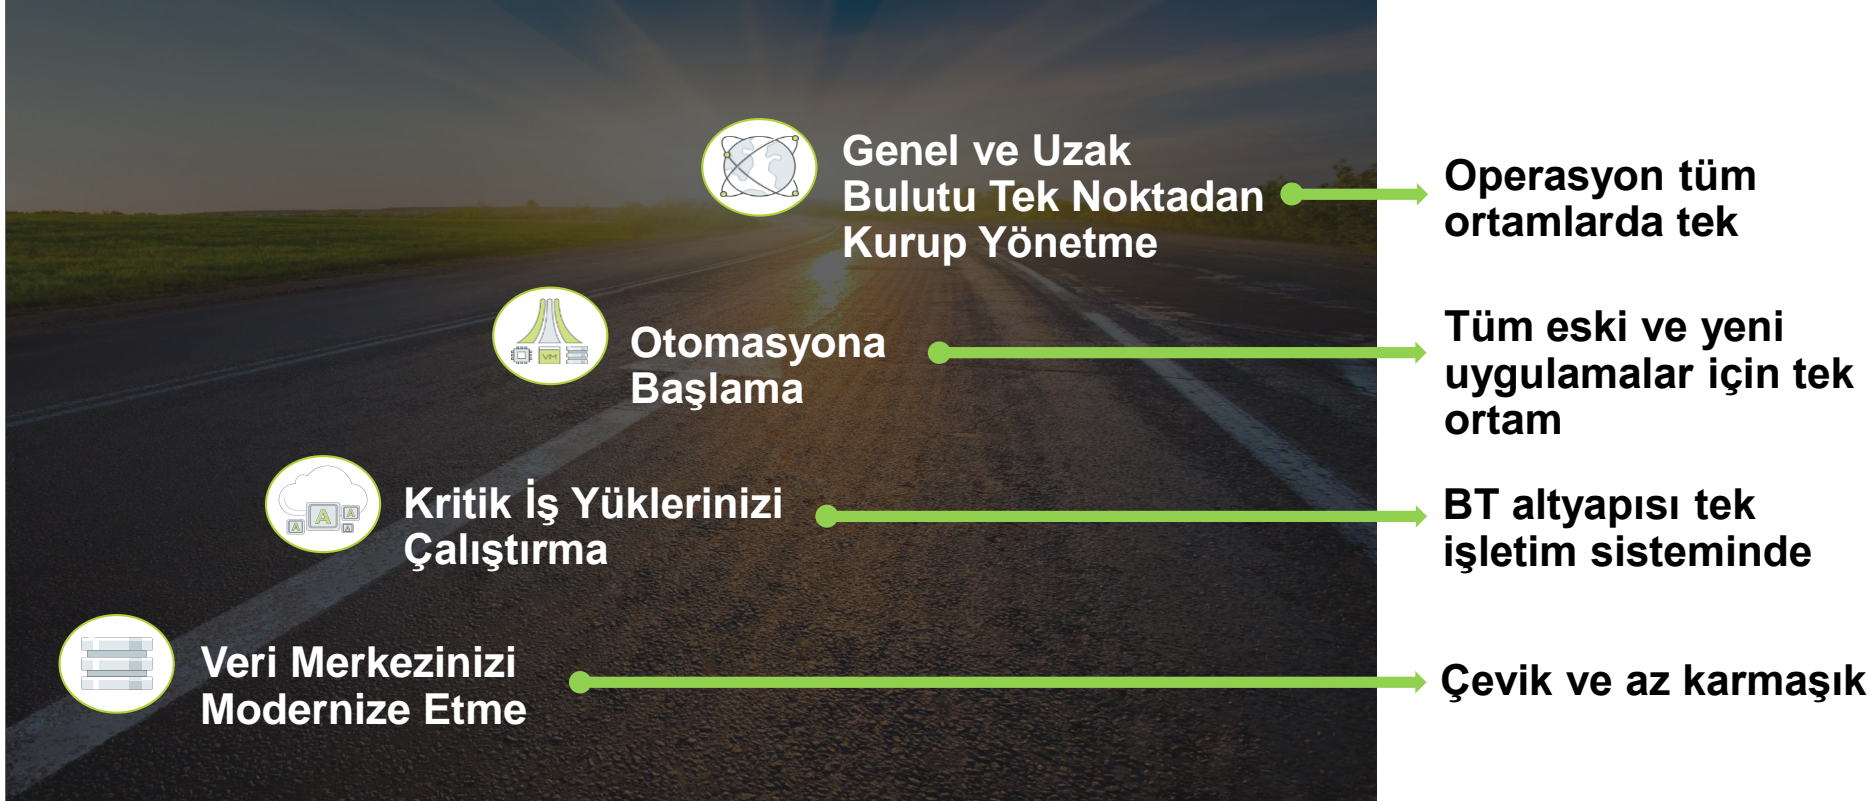 Genel ve Uzak
Bulutu Tek Noktadan
Kurup Yönetme
Operasyon tüm
ortamlarda tek
VM
Otomasyona
Başlama
Tüm eski ve yeni
uygulamalar için tek
ortam
A
A
A
A
Kritik İş Yüklerinizi
Çalıştırma
BT altyapısı tek
işletim sisteminde
Veri Merkezinizi
Modernize Etme
Çevik ve az karmaşık